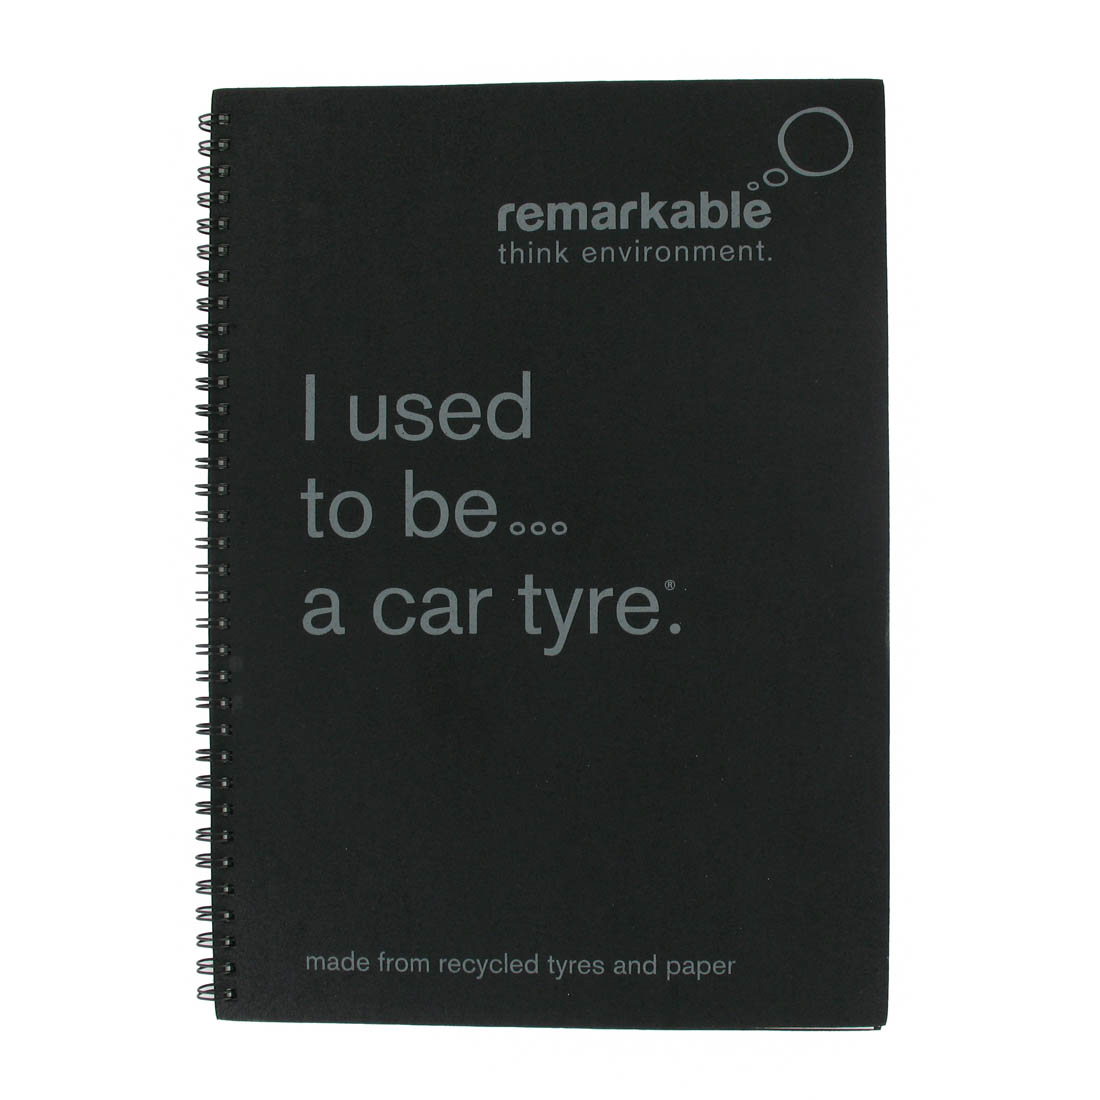 remarkable
think environment.
I used
to be...
a car tyre.®
made from recycled tyres and paper